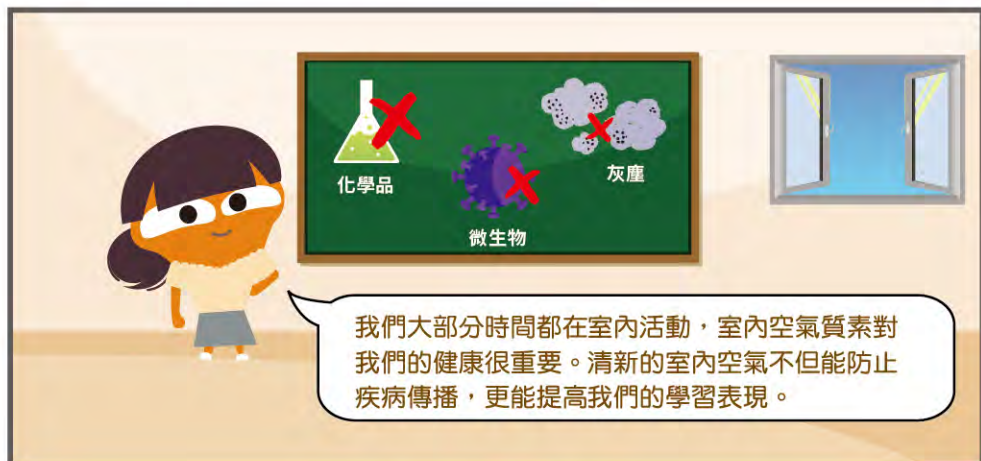 化學品
灰塵
微生物
我們大部分時間都在室內活動，室內空氣質素對
我們的健康很重要。清新的室內空氣不但能防止
疾病傳播，更能提高我們的學習表現。